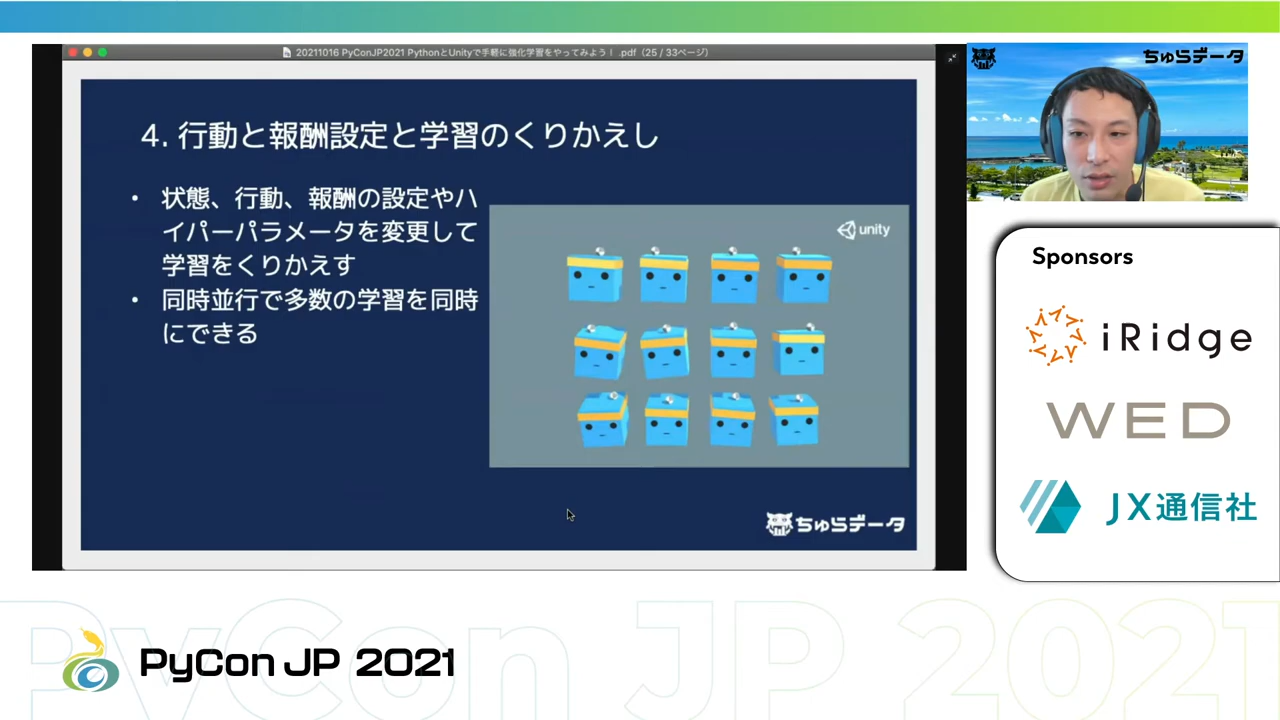 20211016 PyConJP2021 PythonとUnityで手軽に強化学習をやってみよう！.pdf（25 / 33ページ）
4. 行動と報酬設定と学習のくりかえし
• 状態、行動、報酬の設定やハ
イパーパラメータを変更して
学習をくりかえす
• 同時並行で多数の学習を同時
にできる
unity
ちゅらデータ
ちゅらデータ
Sponsors
iRidge
WED
JX通信社
PyCon JP 2021
PyCon JP 2021